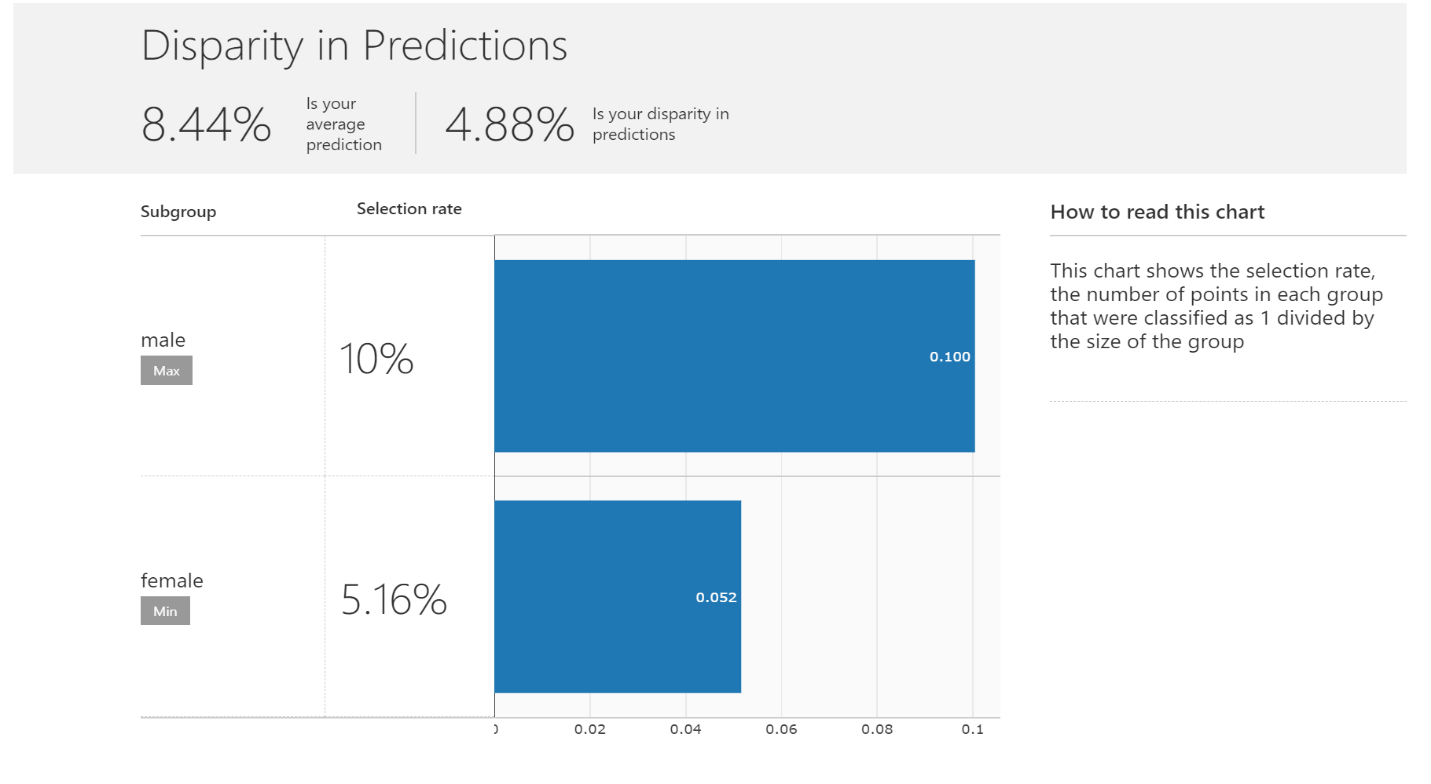 Disparity in Predictions
8.44%
Is your
average
prediction
4.88%
Is your disparity in
predictions
Subgroup
Selection rate
How to read this chart
This chart shows the selection rate,
the number of points in each group
that were classified as 1 divided by
the size of the group
male
Max
10%
0.100
female
Min
5.16%
0.052
0 0.02 0.04 0.06 0.08 0.1